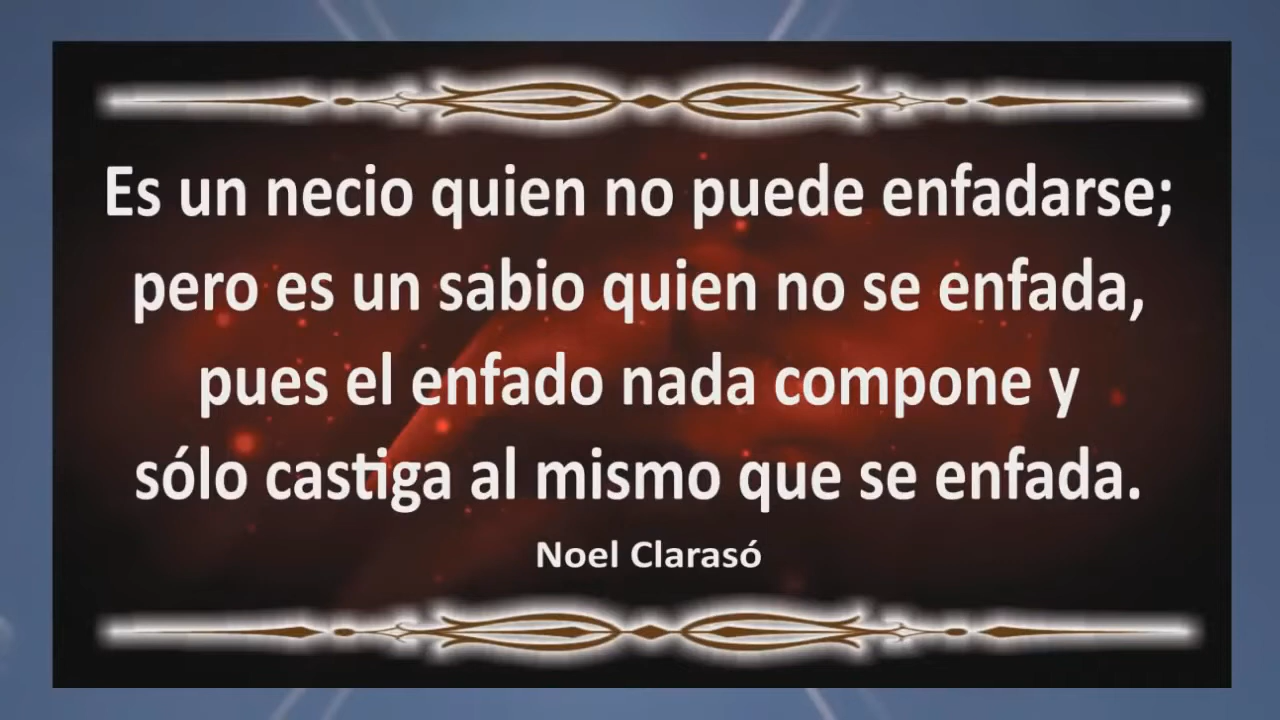 Es un necio quien no puede enfadarse;
pero es un sabio quien no se enfada,
pues el enfado nada compone y
sólo castiga al mismo que se enfada.
Noel Clarasó